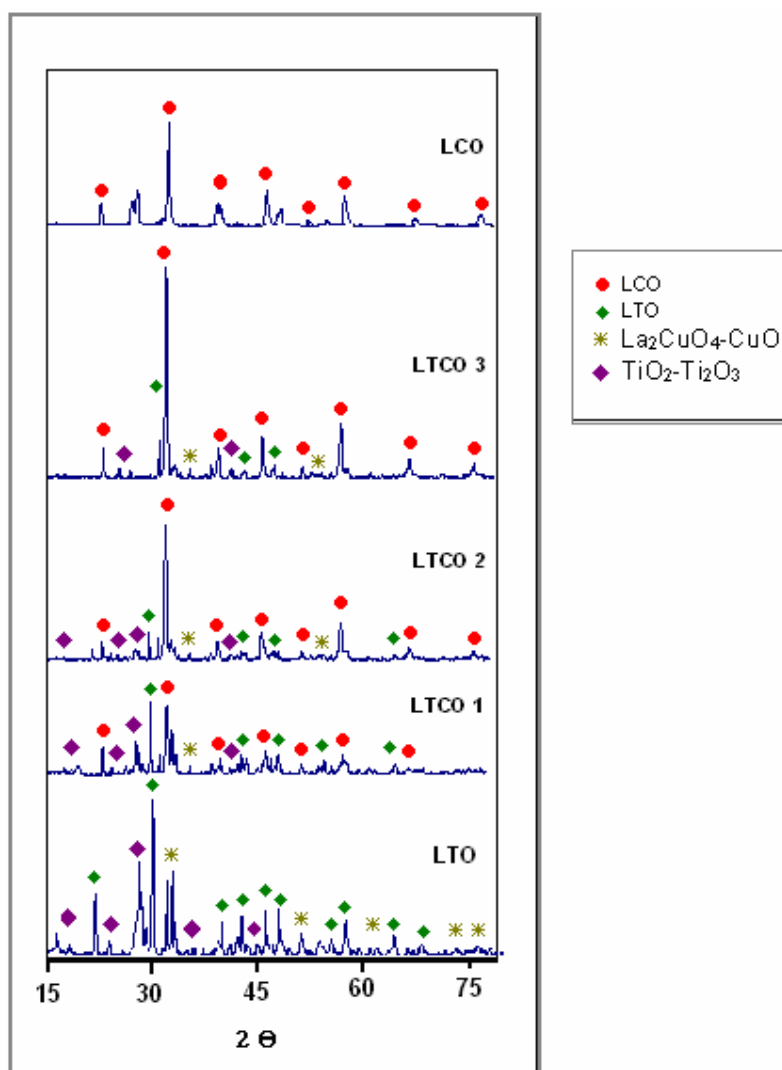 LCO
LTCO 3
LTCO 2
LTCO 1
LTO
15 30 45 60 75
2 Θ
LCO
LTO
La₂CuO₄-CuO
TiO₂-Ti₂O₃